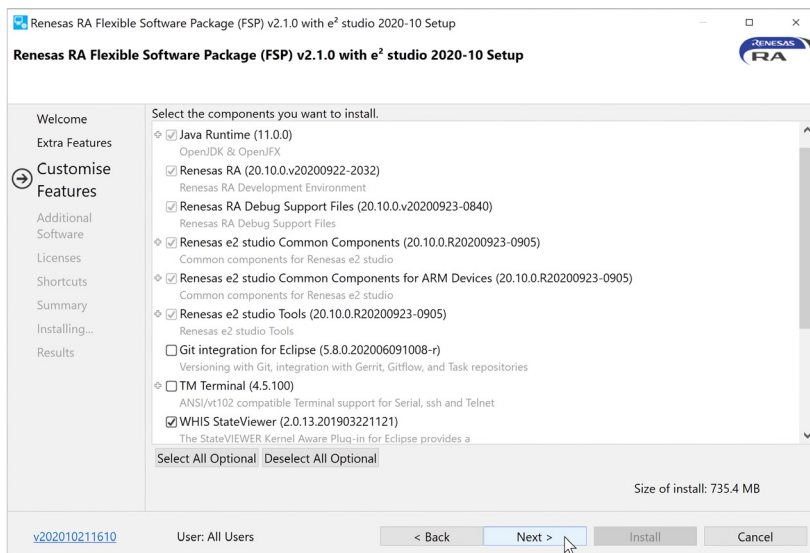 Renesas RA Flexible Software Package (FSP) v2.1.0 with e² studio 2020-10 Setup
Renesas RA Flexible Software Package (FSP) v2.1.0 with e² studio 2020-10 Setup
RENESAS
RA
Welcome
Extra Features
Customise
Features
Additional
Software
Licenses
Shortcuts
Summary
Installing...
Results
Select the components you want to install.
Java Runtime (11.0.0)
OpenJDK & OpenJFX
Renesas RA (20.10.0.v20200922-2032)
Renesas RA Development Environment
Renesas RA Debug Support Files (20.10.0.v20200923-0840)
Renesas RA Debug Support Files
Renesas e2 studio Common Components (20.10.0.R20200923-0905)
Common components for Renesas e2 studio
Renesas e2 studio Common Components for ARM Devices (20.10.0.R20200923-0905)
Common components for Renesas e2 studio
Renesas e2 studio Tools (20.10.0.R20200923-0905)
Renesas e2 studio Tools
Git integration for Eclipse (5.8.0.202006091008-r)
Versioning with Git, integration with Gerrit, Gitflow, and Task repositories
TM Terminal (4.5.100)
ANSI/vt102 compatible Terminal support for Serial, ssh and Telnet
WHIS StateViewer (2.0.13.201903221121)
The StateVIEWER Kernel Aware Plug-in for Eclipse provides a
Select All Optional Deselect All Optional
Size of install: 735.4 MB
v202010211610 User: All Users < Back Next > Install Cancel